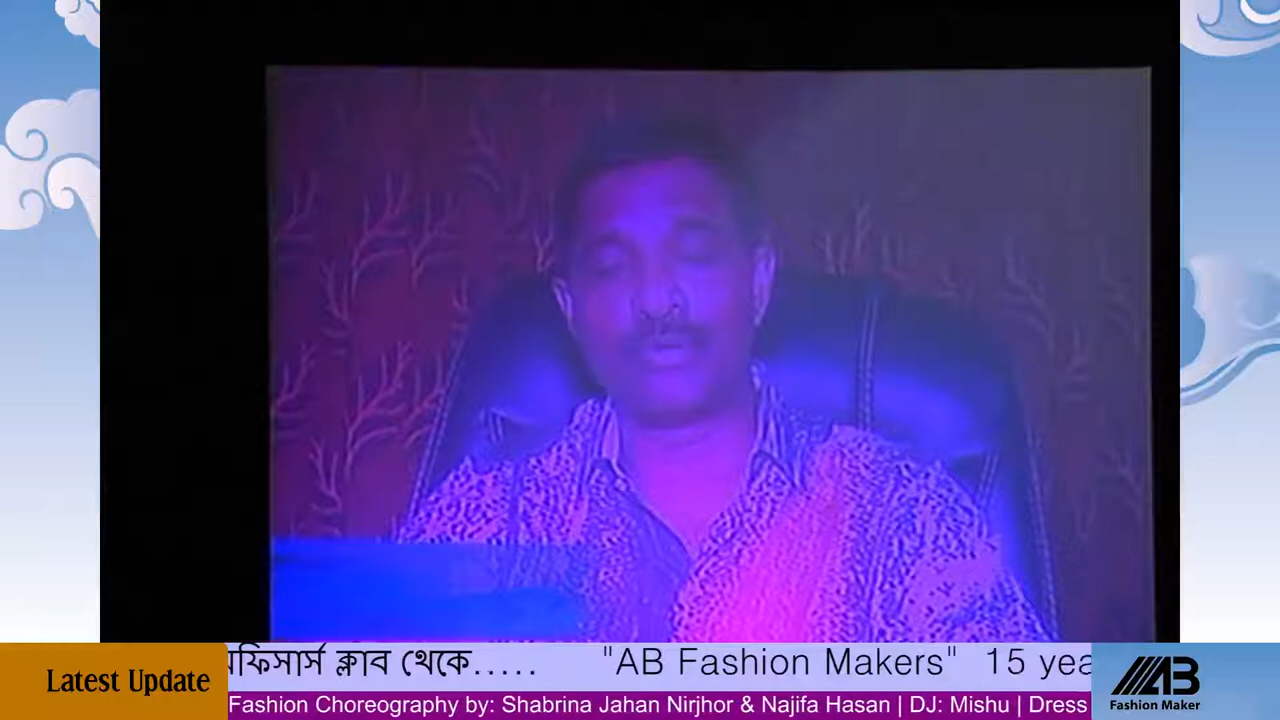 ফিসার্স ক্লাব থেকে..... "AB Fashion Makers" 15 yea
Latest Update
Fashion Choreography by: Shabrina Jahan Nirjhor & Najifa Hasan | DJ: Mishu | Dress
AB
Fashion Maker